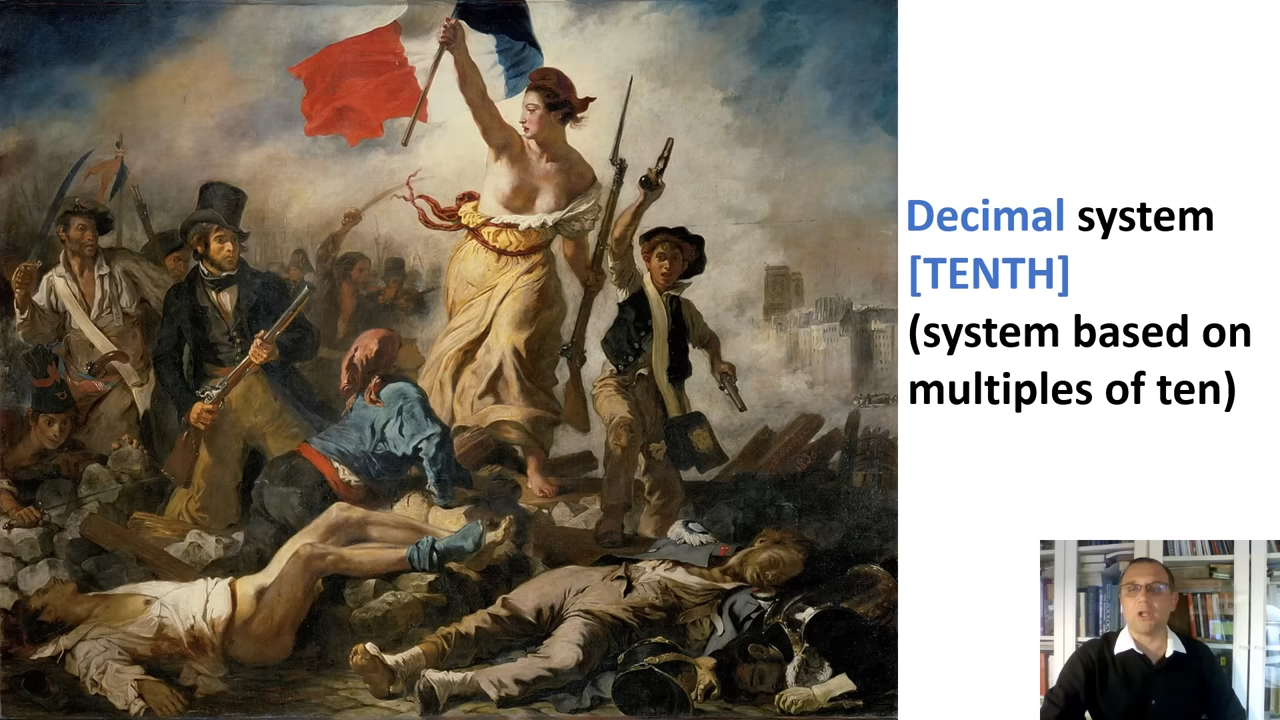 Decimal system
[TENTH]
(system based on
multiples of ten)